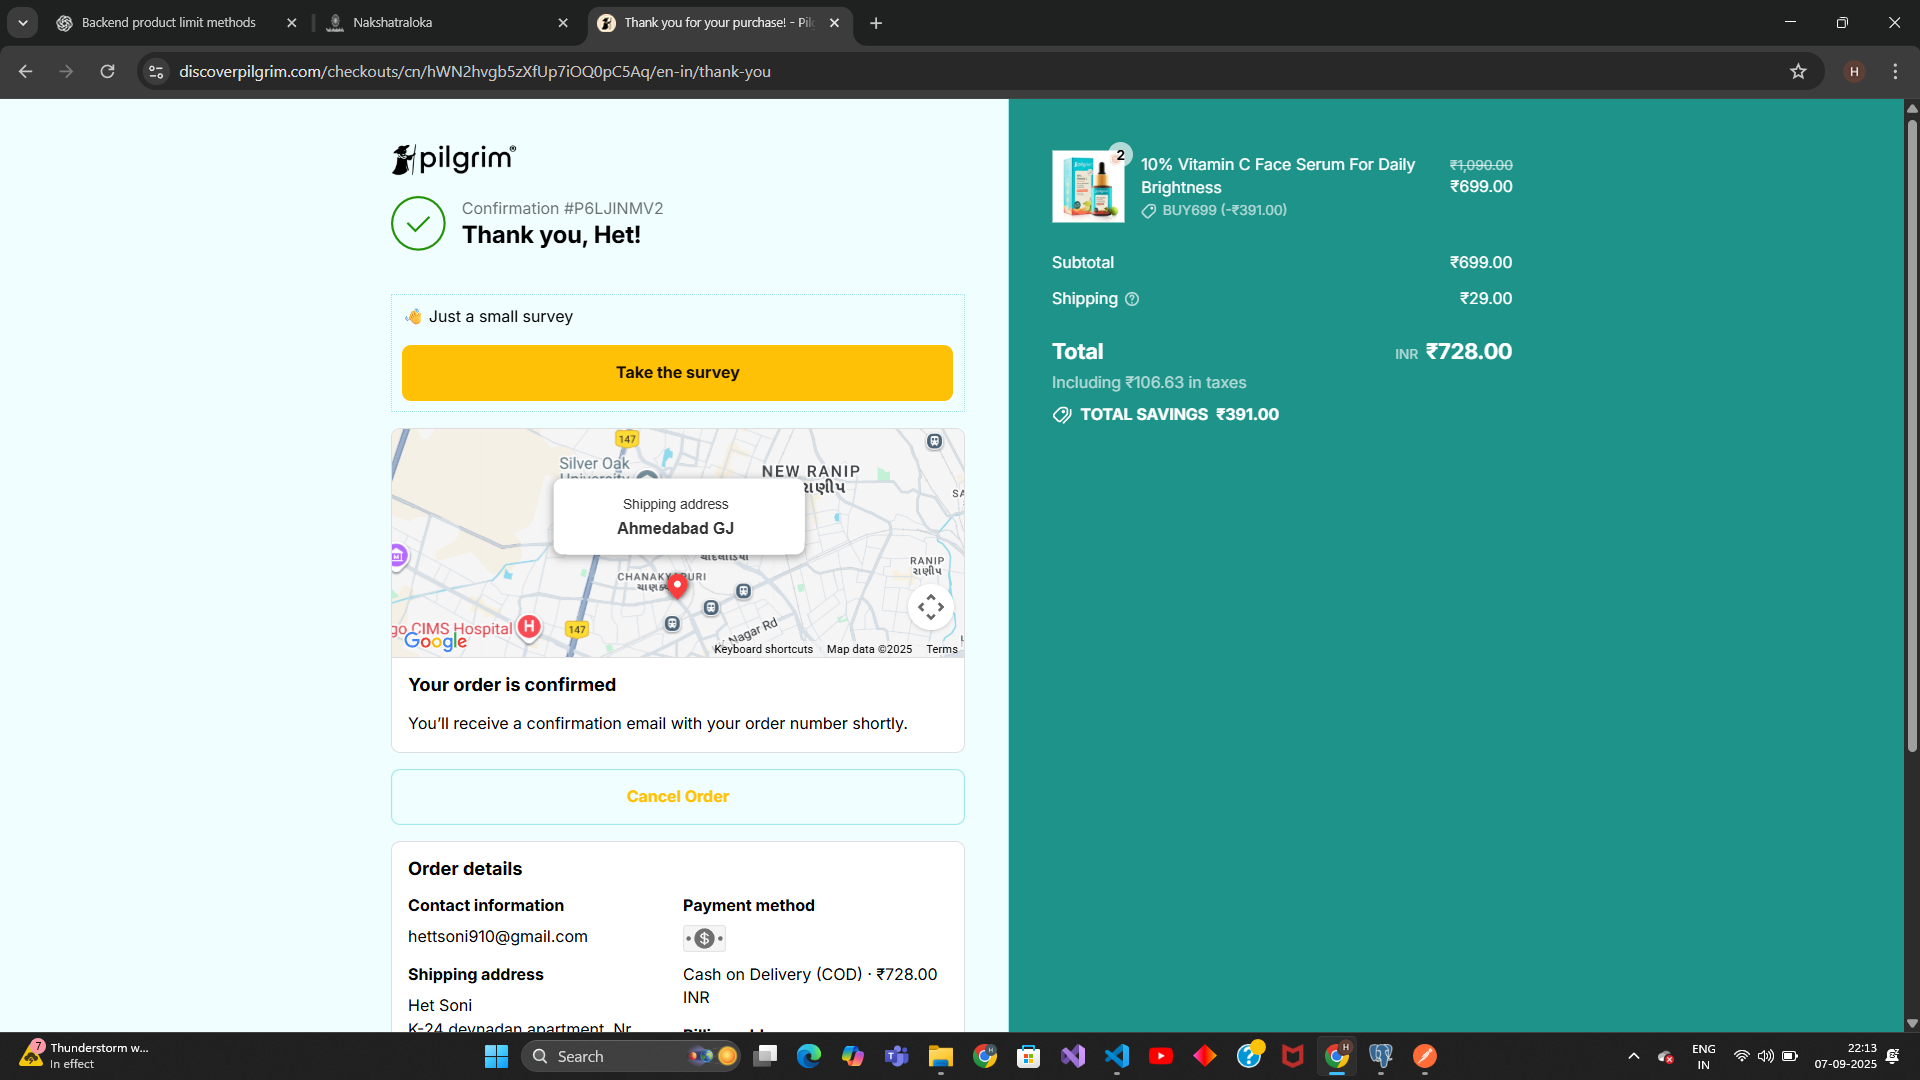 Backend product limit methods
Nakshatraloka
Thank you for your purchase! - Pil
discoverpilgrim.com/checkouts/cn/hWN2hvgb5zXfUp7iOQ0pC5Aq/en-in/thank-you
H
pilgrim®
Confirmation #P6LJINMV2
Thank you, Het!
👋 Just a small survey
Take the survey
147
Silver Oak
University
NEW RANIP
રાણીપ
SA
Shipping address
Ahmedabad GJ
ચાંદલોડિયા
CHANAKYAPURI
RANIP
રાણીપ
go CIMS Hospital
H
147
Nagar Rd
Google
Keyboard shortcuts
Map data ©2025
Terms
Your order is confirmed
You’ll receive a confirmation email with your order number shortly.
Cancel Order
Order details
Contact information
hettsoni910@gmail.com
Shipping address
Het Soni
K-24 devnadan apartment, Nr
Payment method
Cash on Delivery (COD) · ₹728.00
INR
2
10% Vitamin C Face Serum For Daily
Brightness
₹1,090.00
₹699.00
BUY699 (-₹391.00)
Subtotal ₹699.00
Shipping ₹29.00
Total INR ₹728.00
Including ₹106.63 in taxes
TOTAL SAVINGS ₹391.00
7
Thunderstorm w...
In effect
Search
H
ENG
IN
22:13
07-09-2025